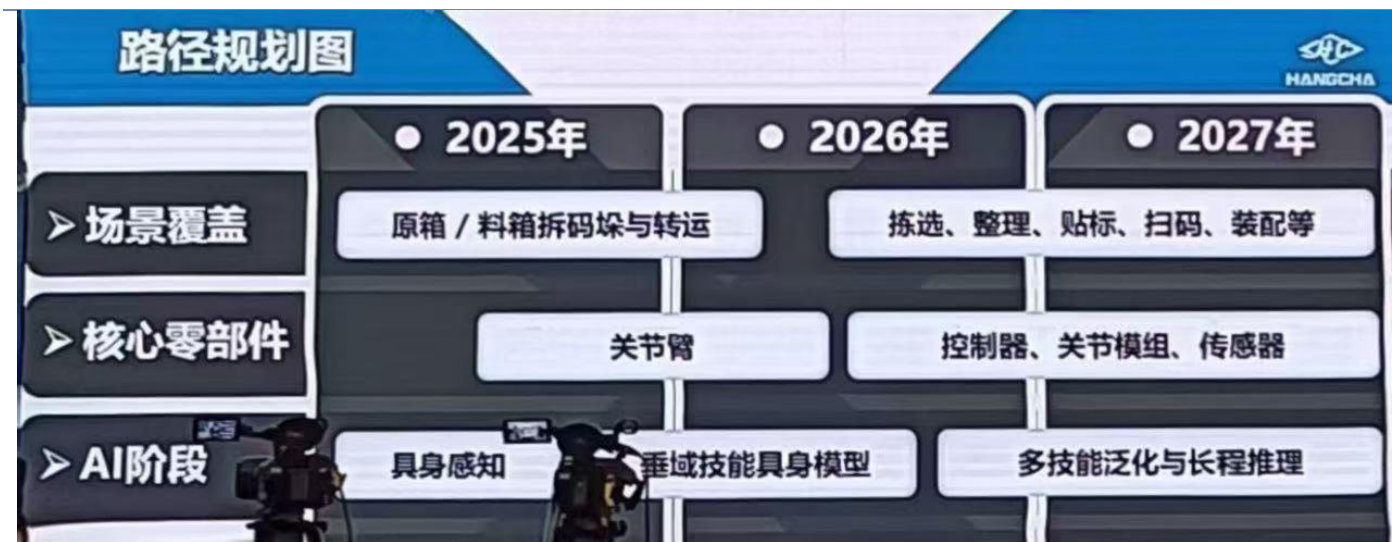 路径规划图
HC
HANGCHA
2025年
2026年
2027年
场景覆盖
原箱 / 料箱拆码垛与转运
拣选、整理、贴标、扫码、装配等
核心零部件
关节臂
控制器、关节模组、传感器
AI阶段
具身感知
垂域技能具身模型
多技能泛化与长程推理